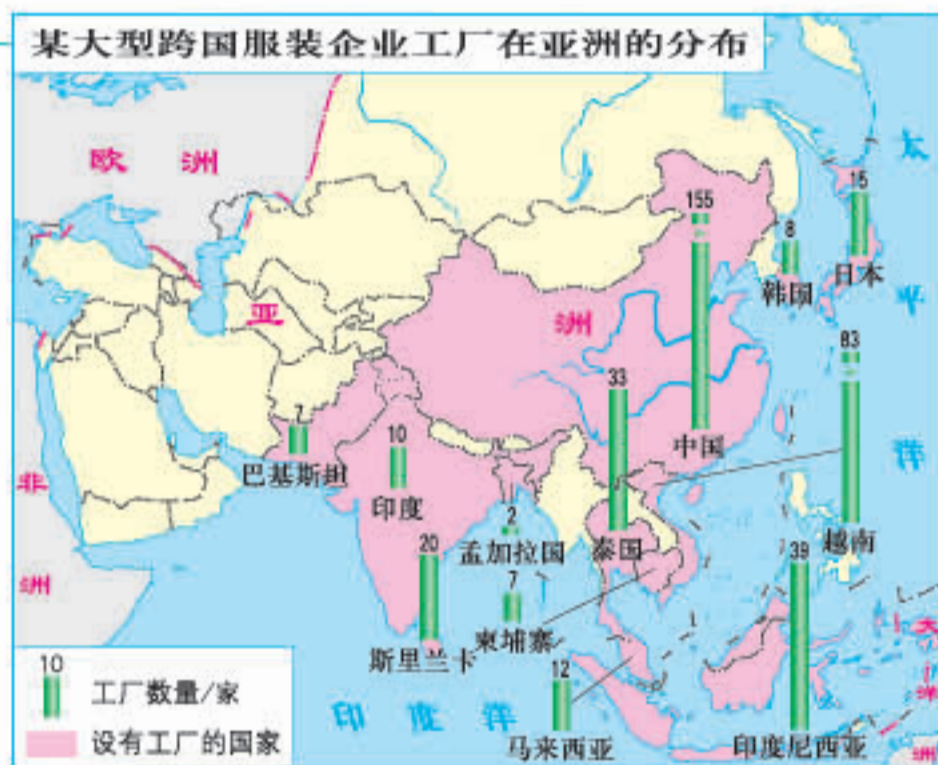 某大型跨国服装企业工厂在亚洲的分布
欧洲
太平洋
155
15
8
日本
韩国
亚洲
83
33
7
10
中国
巴基斯坦
印度
非洲
2
孟加拉国
泰国
越南
20
39
7
柬埔寨
斯里兰卡
12
大洋洲
10
工厂数量/家
印度洋
设有工厂的国家
马来西亚
印度尼西亚